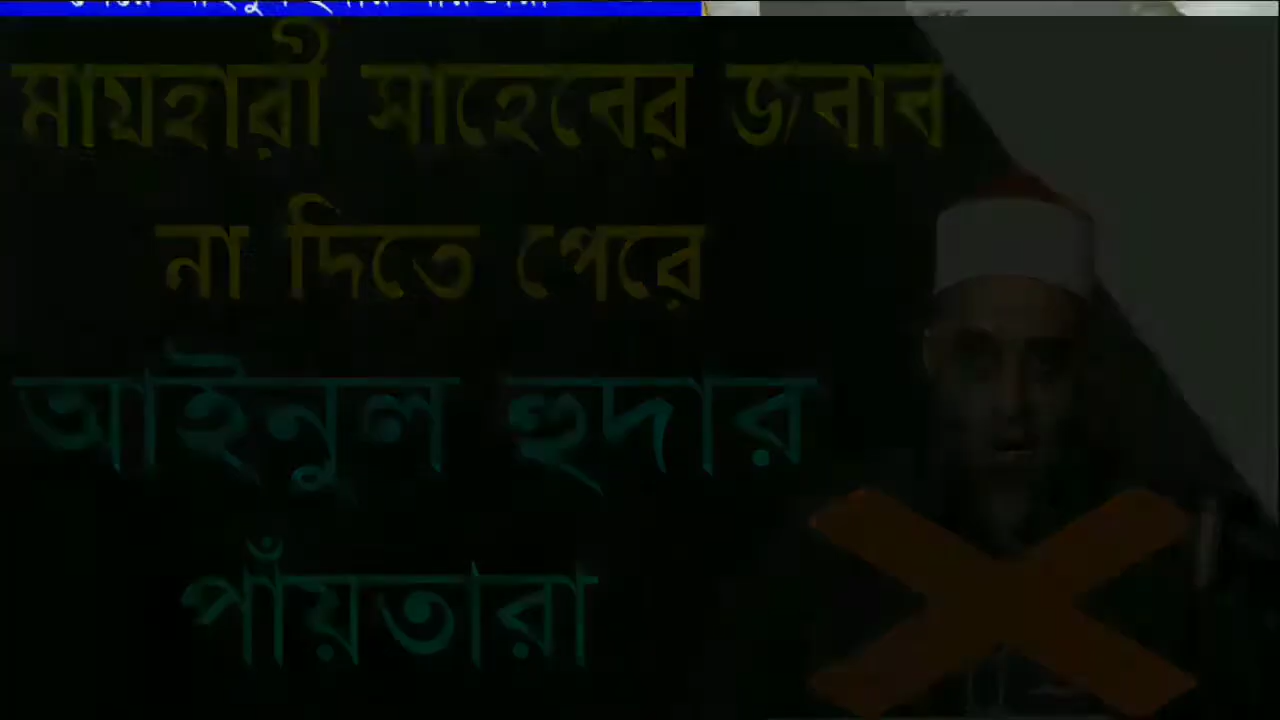 মাযহারী সাহেবের জবাব
না দিতে পেরে
আইনুল হুদার
পাঁয়তারা